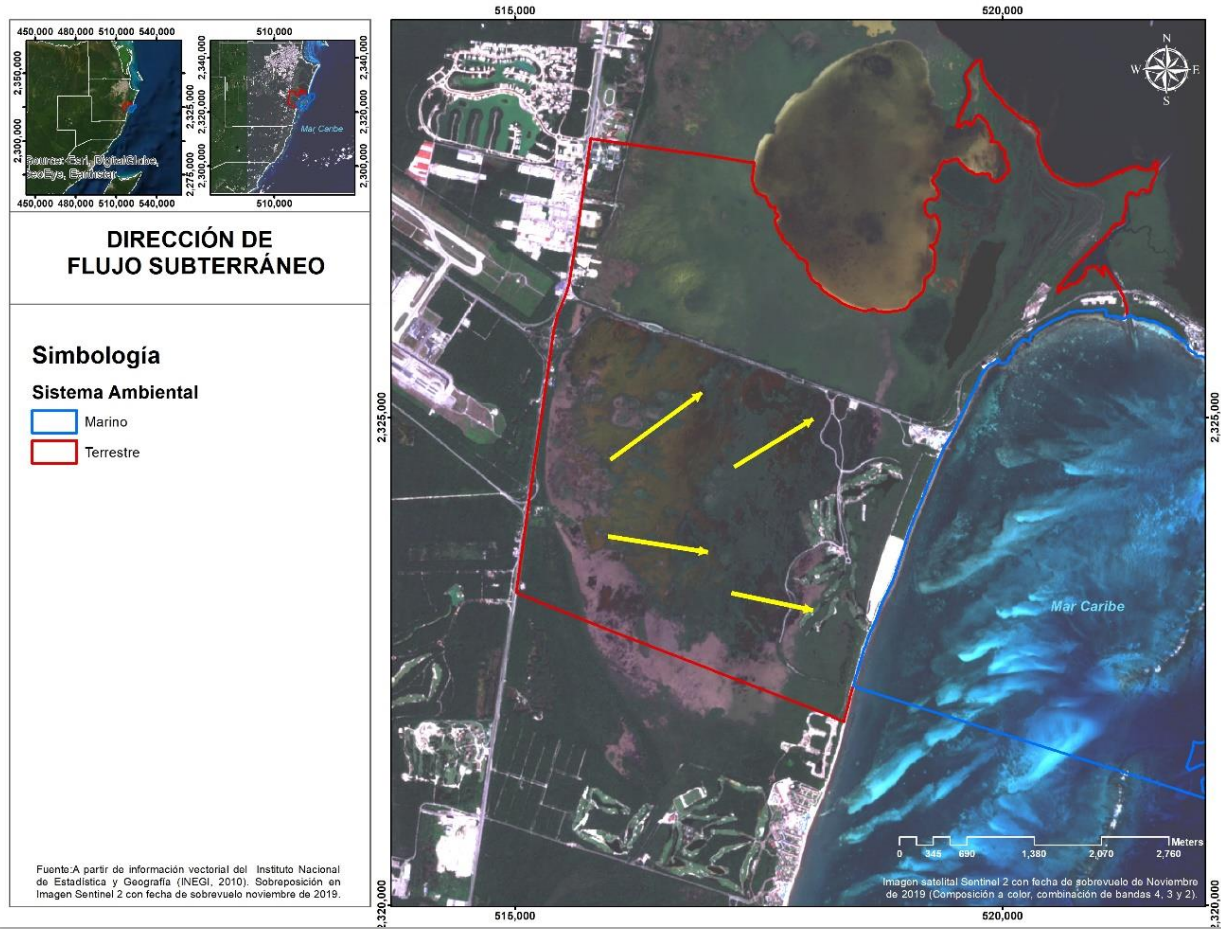 450,000 480,000 510,000 540,000
2,350,000
2,300,000
2,325,000
2,275,000
Source: Esri, DigitalGlobe,
GeoEye, Earthstar
450,000 480,000 510,000 540,000
510,000
2,340,000
2,320,000
2,300,000
Mar Caribe
510,000
DIRECCIÓN DE
FLUJO SUBTERRÁNEO
Simbología
Sistema Ambiental
Marino
Terrestre
Fuente:A partir de información vectorial del Instituto Nacional
de Estadística y Geografía (INEGI, 2010). Sobreposición en
Imagen Sentinel 2 con fecha de sobrevuelo noviembre de 2019.
516,000 520,000
N
W E
S
2,325,000 2,325,000
Mar Caribe
Meters
0 345 690 1,380 2,070 2,760
Imagen satelital Sentinel 2 con fecha de sobrevuelo de Noviembre
de 2019 (Composición a color, combinación de bandas 4, 3 y 2).
2,320,000 2,320,000
516,000 520,000